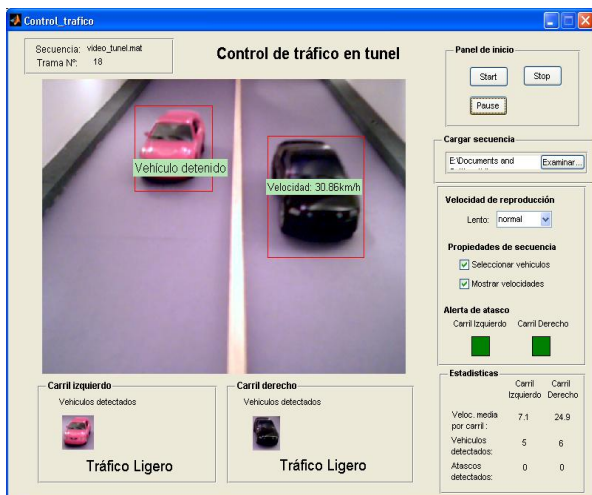 Control_trafico
Secuencia: video_tunel.mat
Trama Nº: 18
Control de tráfico en tunel
Vehículo detenido
Velocidad: 30.86km/h
Panel de inicio
Start Stop
Pause
Cargar secuencia
E:\Documents and
Examinar...
Velocidad de reproducción
Lento: normal
Propiedades de secuencia
Seleccionar vehiculos
Mostrar velocidades
Alerta de atasco
Carril Izquierdo Carril Derecho
Carril izquierdo
Vehiculos detectados
Tráfico Ligero
Carril derecho
Vehiculos detectados
Tráfico Ligero
Estadisticas
Carril Izquierdo Carril Derecho
Veloc. media por carril : 7.1 24.9
Vehiculos detectados: 5 6
Atascos detectados: 0 0